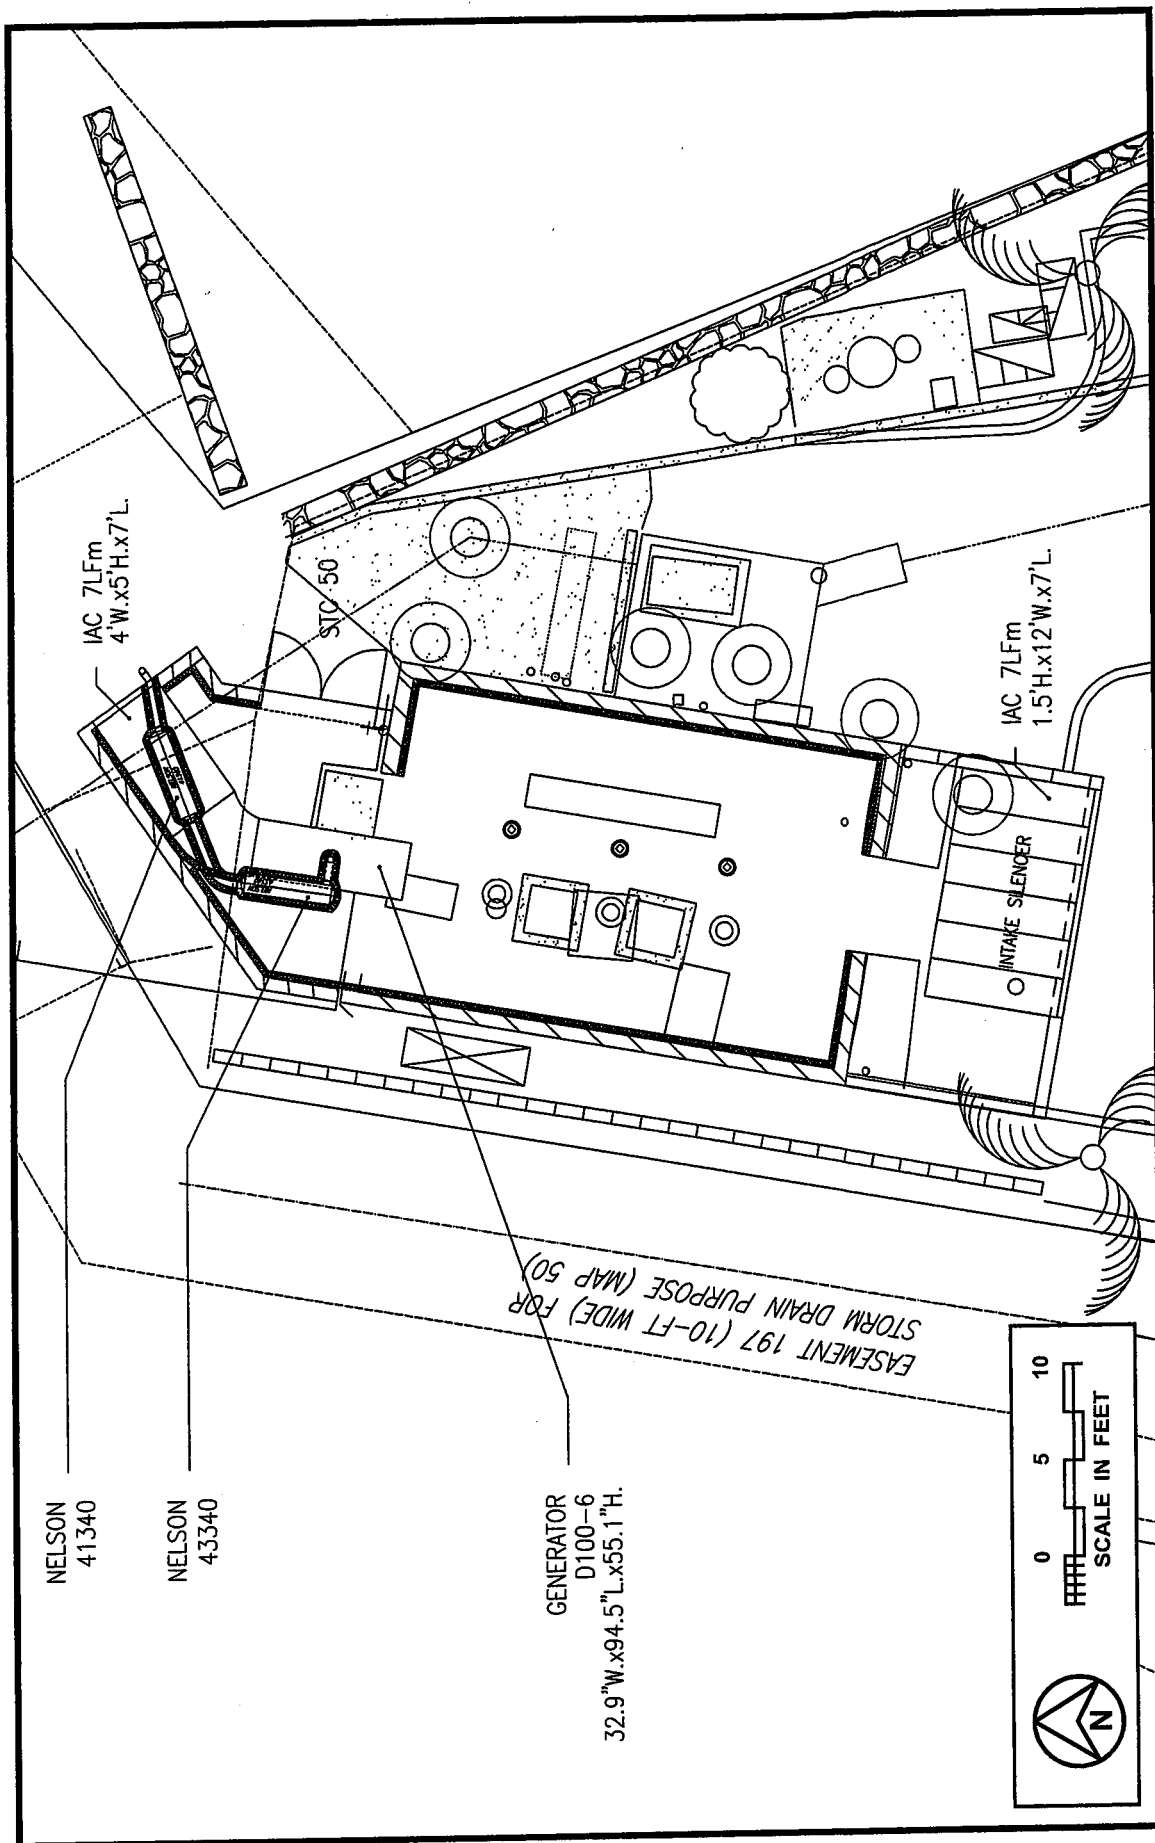 NELSON
41340
NELSON
43340
GENERATOR
D100-6
32.9"W.x94.5"L.x55.1"H.
IAC 7LFm
4'W.x5'H.x7'L.
STC 50
IAC 7LFm
1.5'H.x12'W.x7'L.
INTAKE SILENCER
EASEMENT 197 (10-FT WIDE) FOR
STORM DRAIN PURPOSE (MAP 50)
N
0 5 10
SCALE IN FEET